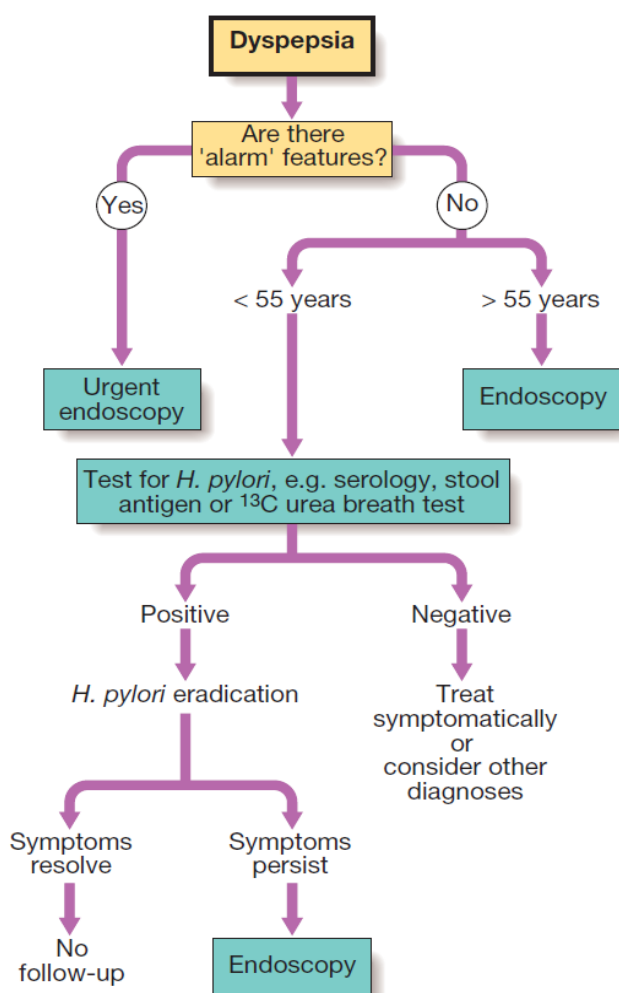 Dyspepsia
Are there
'alarm' features?
Yes
No
< 55 years
> 55 years
Urgent
endoscopy
Endoscopy
Test for H. pylori, e.g. serology, stool
antigen or ¹³C urea breath test
Positive
Negative
H. pylori eradication
Treat
symptomatically
or
consider other
diagnoses
Symptoms
resolve
Symptoms
persist
No
follow-up
Endoscopy